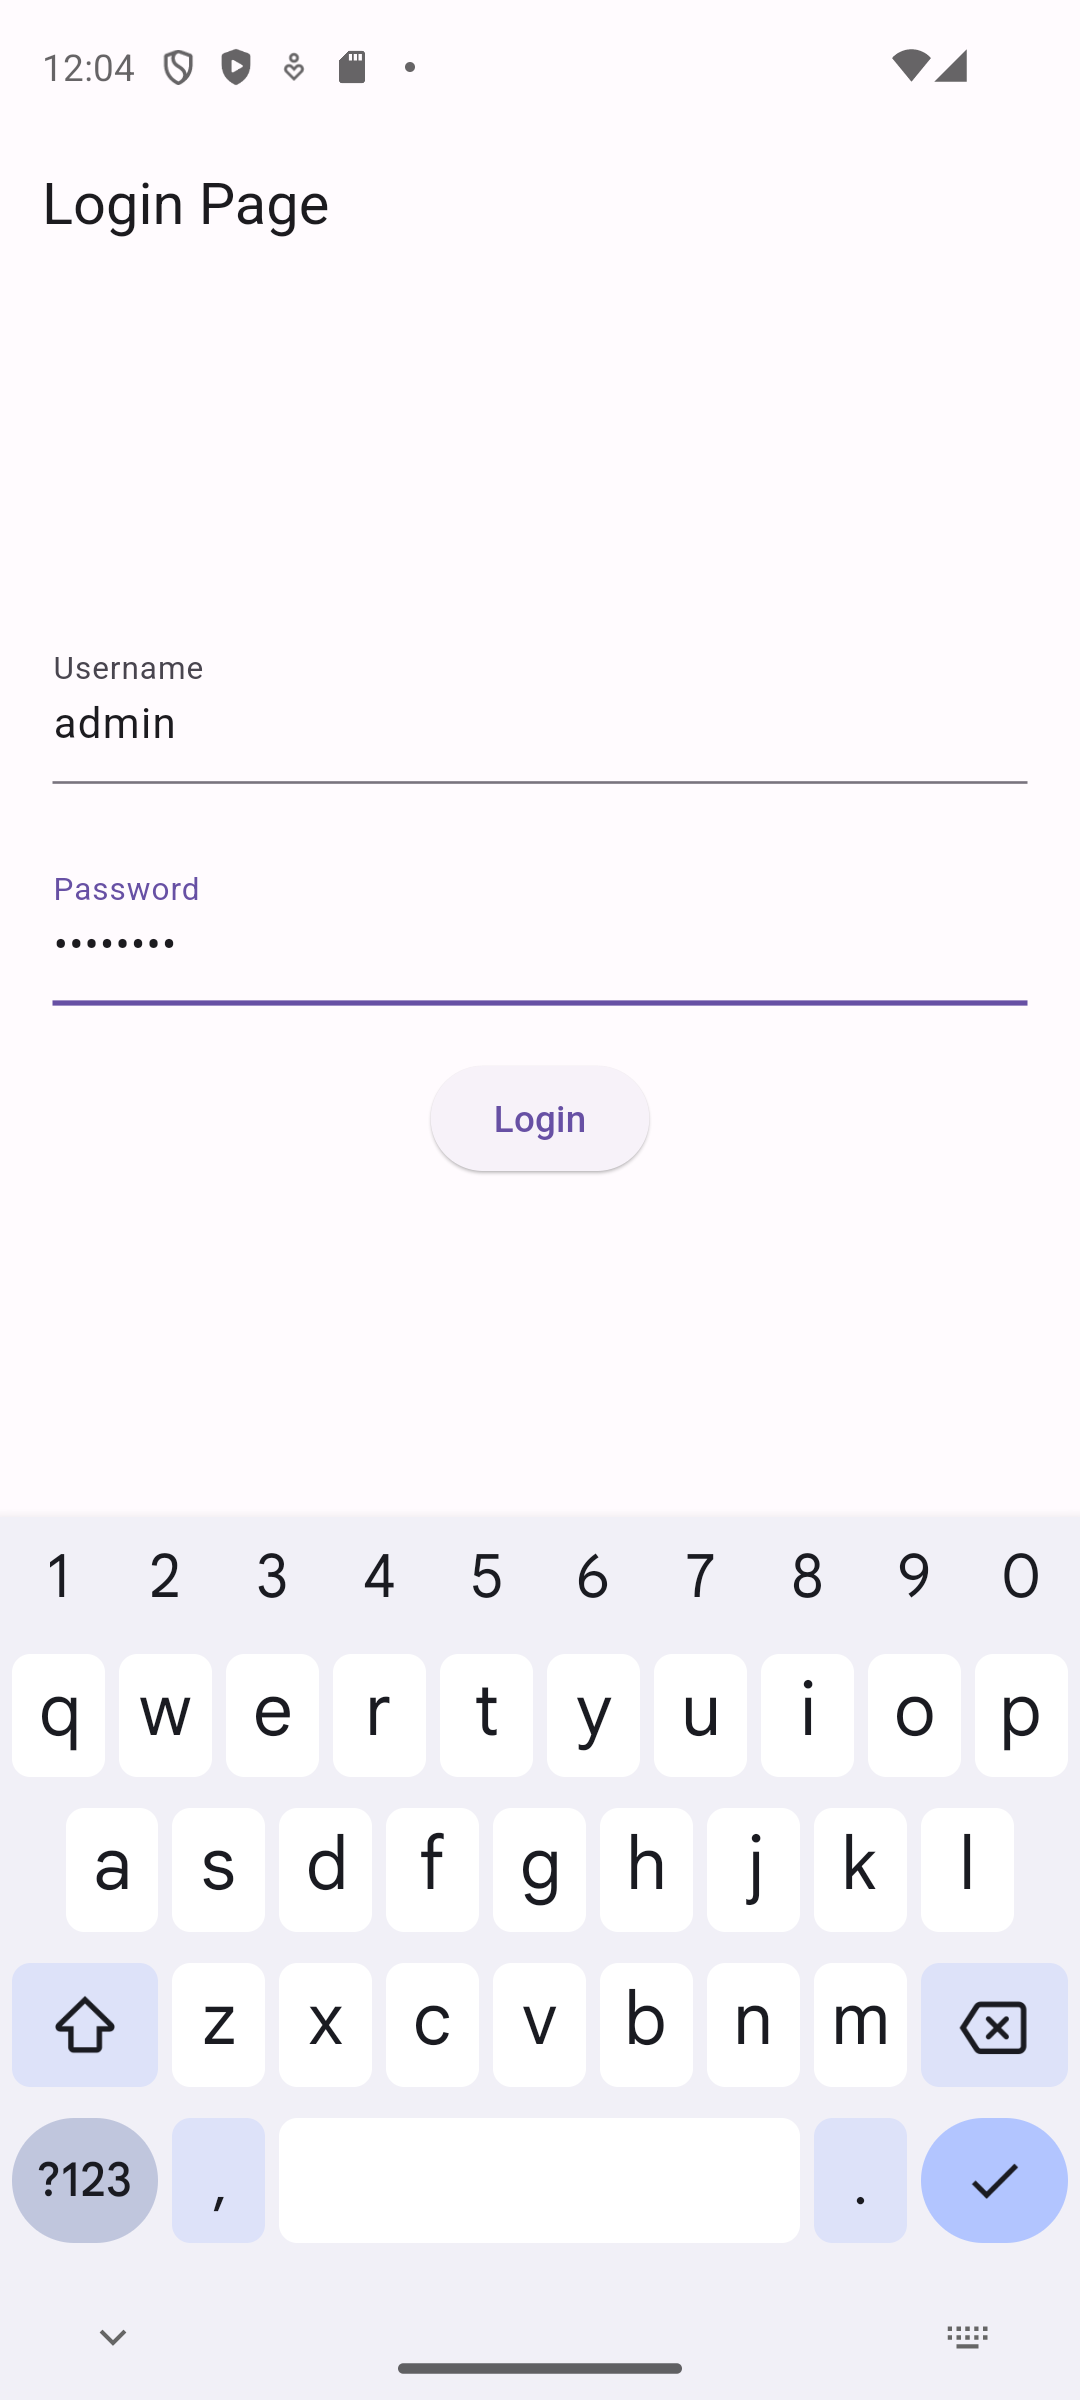 12:04
Login Page
Username
admin
Password
••••••••
Login
1 2 3 4 5 6 7 8 9 0
q w e r t y u i o p
a s d f g h j k l
z x c v b n m
?123 , .